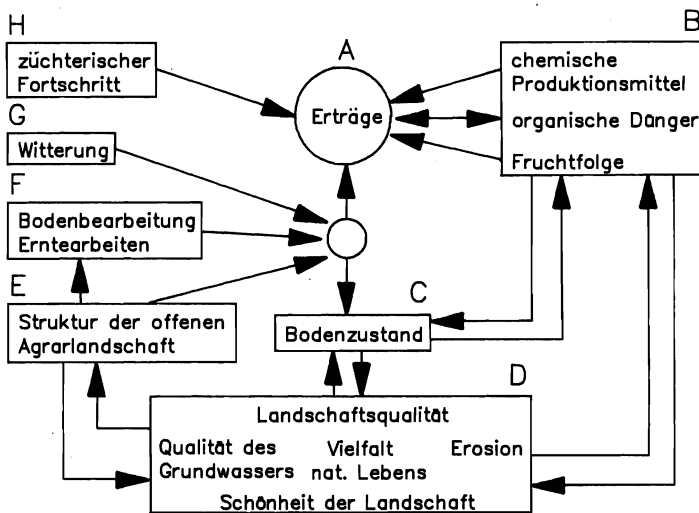 H
züchterischer
Fortschritt
A
Erträge
B
chemische
Produktionsmittel
organische Dünger
Fruchtfolge
G
Witterung
F
Bodenbearbeitung
Erntearbeiten
E
Struktur der offenen
Agrarlandschaft
C
Bodenzustand
D
Landschaftsqualität
Qualität des Vielfalt Erosion
Grundwassers nat. Lebens
Schönheit der Landschaft